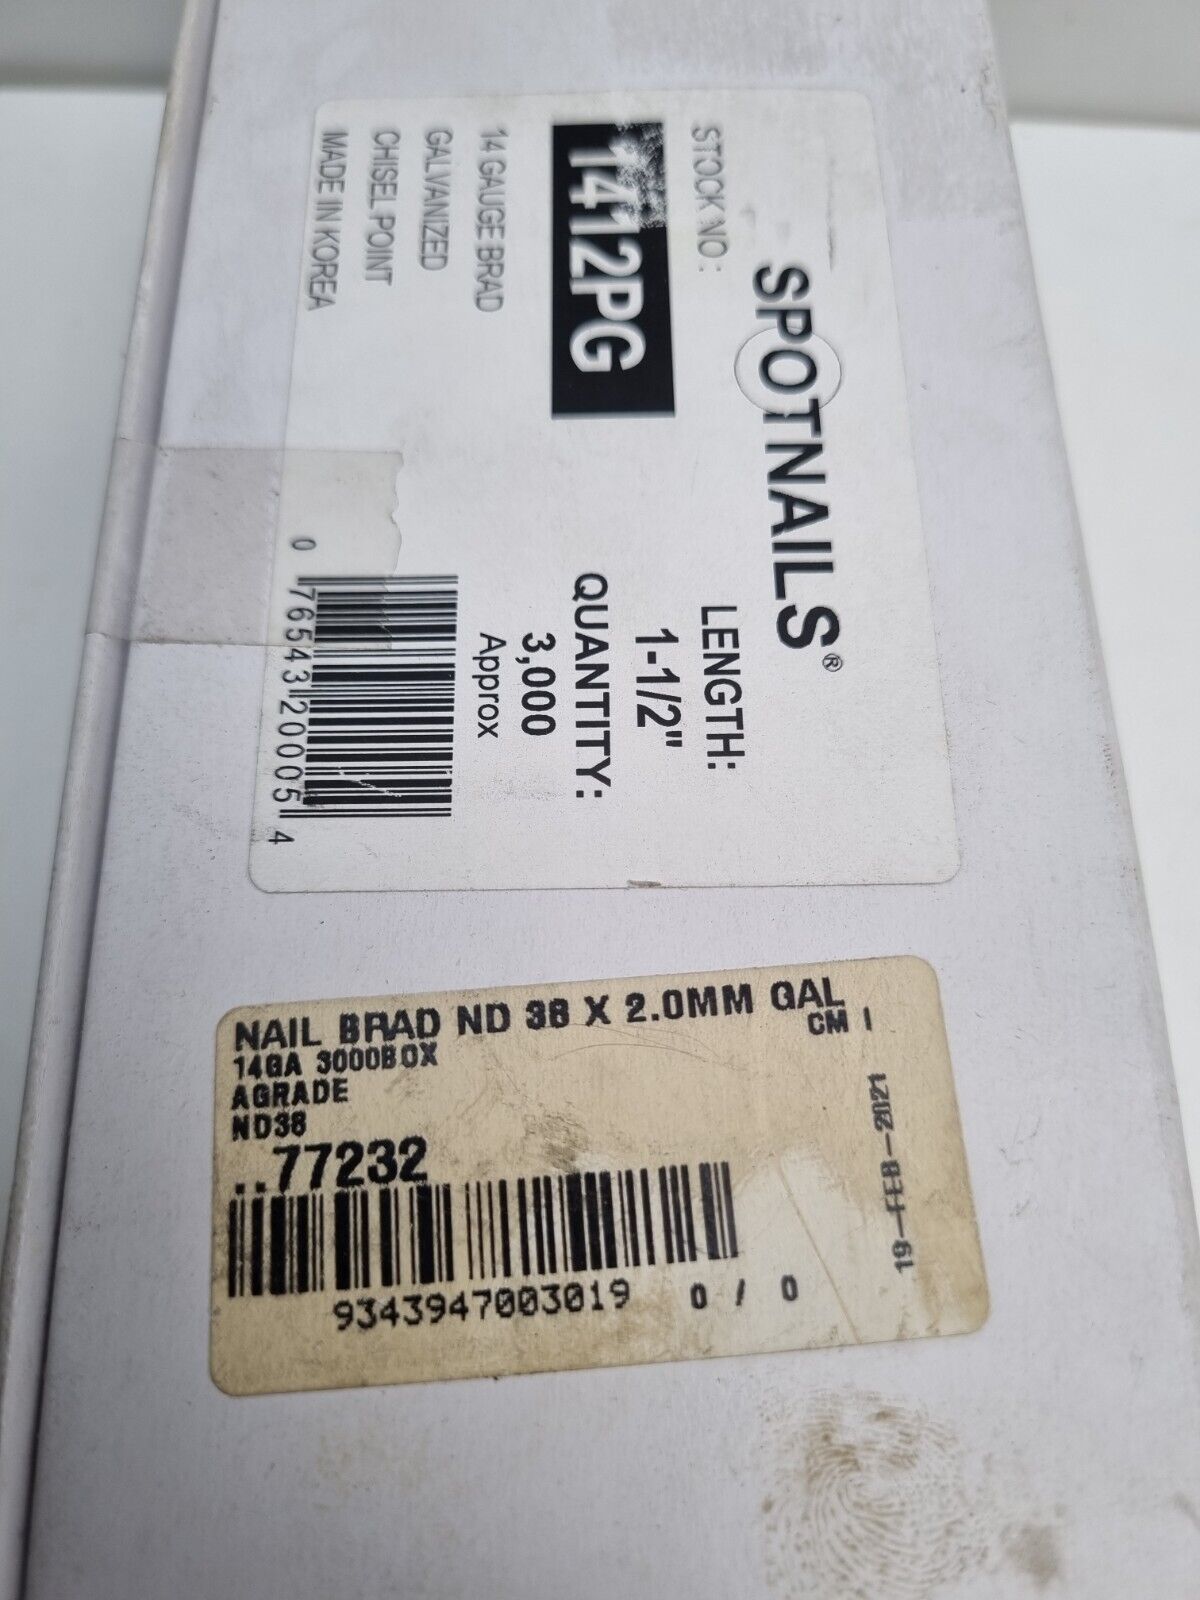 SPOTNAILS®
STOCK NO:
1412PG
14 GAUGE BRAD
GALVANIZED
CHISEL POINT
MADE IN KOREA
LENGTH:
1-1/2"
QUANTITY:
3,000
Approx
0 76543 20005 4
NAIL BRAD ND 38 X 2.0MM GAL
CM I
14GA 3000BOX
AGRADE
ND38
..77232
9343947003019 0 / 0
19-FEB-2021